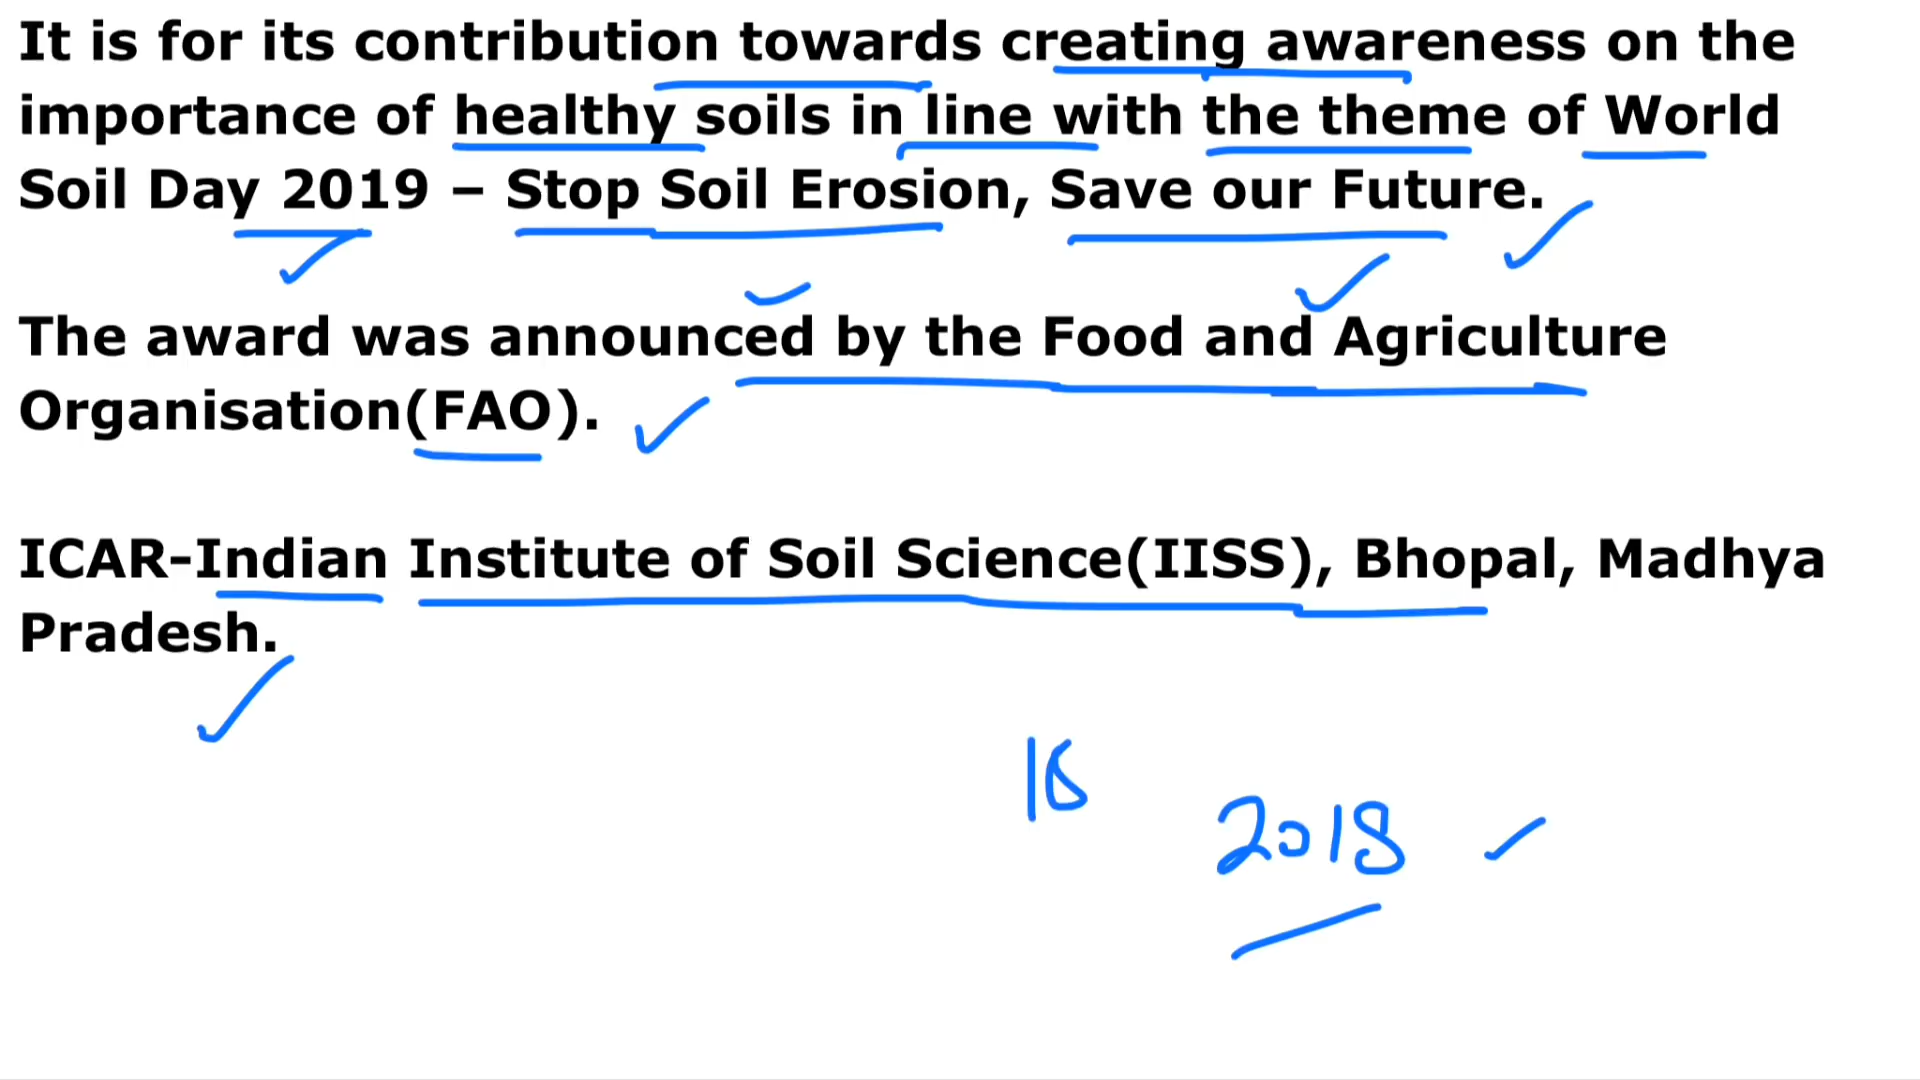 It is for its contribution towards creating awareness on the
importance of healthy soils in line with the theme of World
Soil Day 2019 – Stop Soil Erosion, Save our Future.
The award was announced by the Food and Agriculture
Organisation(FAO).
ICAR-Indian Institute of Soil Science(IISS), Bhopal, Madhya
Pradesh.
2018